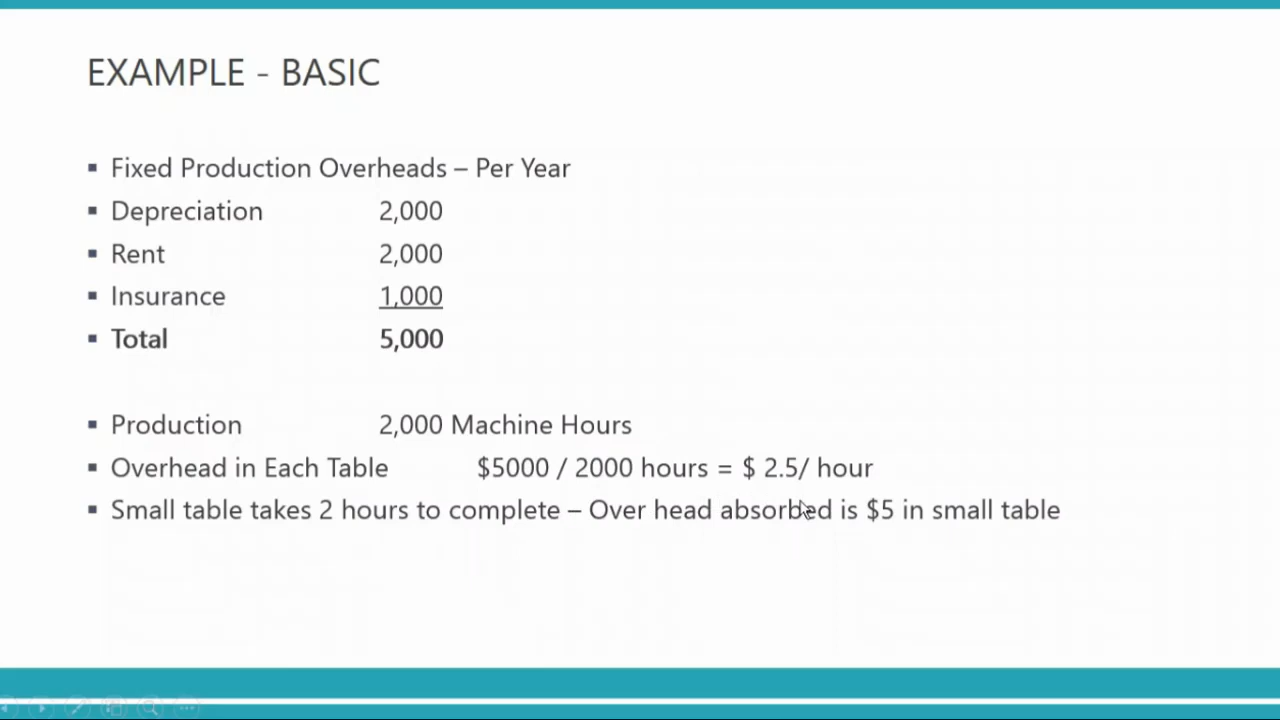 EXAMPLE - BASIC
▪ Fixed Production Overheads – Per Year
▪ Depreciation 2,000
▪ Rent 2,000
▪ Insurance 1,000
▪ Total 5,000
▪ Production 2,000 Machine Hours
▪ Overhead in Each Table $5000 / 2000 hours = $ 2.5/ hour
▪ Small table takes 2 hours to complete – Over head absorbed is $5 in small table